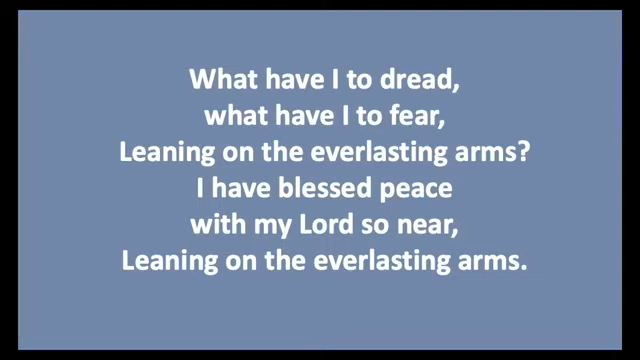 What have I to dread,
what have I to fear,
Leaning on the everlasting arms?
I have blessed peace
with my Lord so near,
Leaning on the everlasting arms.